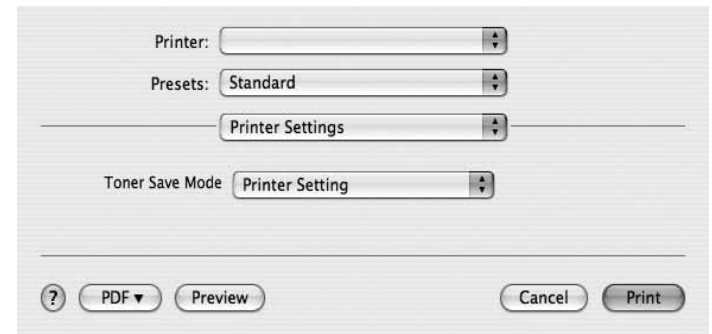 Printer:
Presets: Standard
Printer Settings
Toner Save Mode Printer Setting
? PDF ▼ Preview Cancel Print